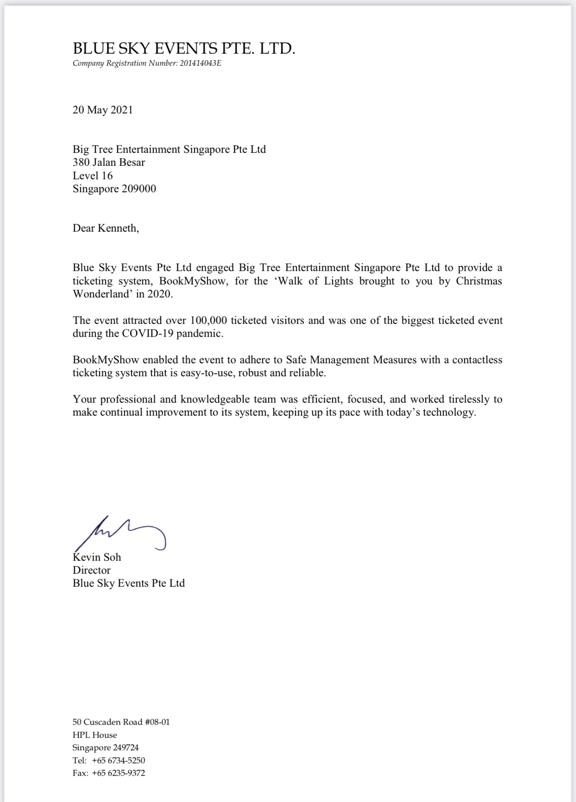 BLUE SKY EVENTS PTE. LTD.
Company Registration Number: 201414043E
20 May 2021
Big Tree Entertainment Singapore Pte Ltd
380 Jalan Besar
Level 16
Singapore 209000
Dear Kenneth,
Blue Sky Events Pte Ltd engaged Big Tree Entertainment Singapore Pte Ltd to provide a
ticketing system, BookMyShow, for the ‘Walk of Lights brought to you by Christmas
Wonderland’ in 2020.
The event attracted over 100,000 ticketed visitors and was one of the biggest ticketed event
during the COVID-19 pandemic.
BookMyShow enabled the event to adhere to Safe Management Measures with a contactless
ticketing system that is easy-to-use, robust and reliable.
Your professional and knowledgeable team was efficient, focused, and worked tirelessly to
make continual improvement to its system, keeping up its pace with today’s technology.
Kevin Soh
Director
Blue Sky Events Pte Ltd
50 Cuscaden Road #08-01
HPL House
Singapore 249724
Tel: +65 6734-5250
Fax: +65 6235-9372